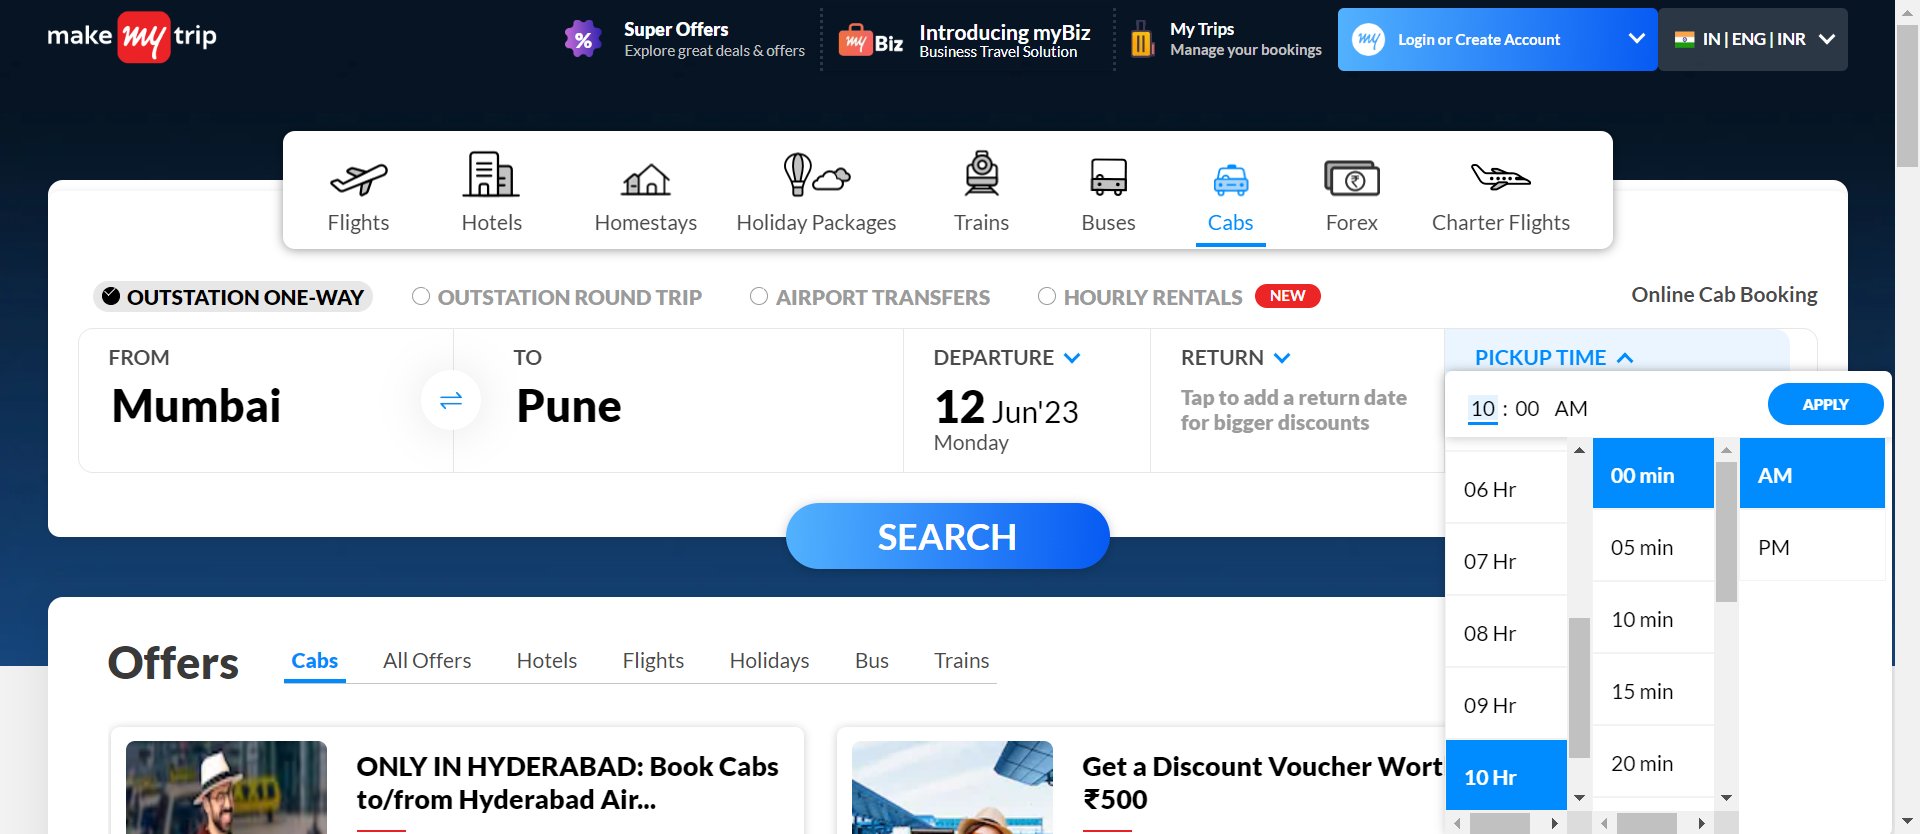 make my trip
Super Offers
Explore great deals & offers
my Biz
Introducing myBiz
Business Travel Solution
My Trips
Manage your bookings
my Login or Create Account
IN | ENG | INR
Flights
Hotels
Homestays
Holiday Packages
Trains
Buses
Cabs
Forex
Charter Flights
OUTSTATION ONE-WAY
OUTSTATION ROUND TRIP
AIRPORT TRANSFERS
HOURLY RENTALS NEW
Online Cab Booking
FROM
Mumbai
TO
Pune
DEPARTURE
12 Jun'23
Monday
RETURN
Tap to add a return date
for bigger discounts
PICKUP TIME
10 : 00 AM
APPLY
06 Hr
07 Hr
08 Hr
09 Hr
10 Hr
00 min
05 min
10 min
15 min
20 min
AM
PM
SEARCH
Offers
Cabs
All Offers
Hotels
Flights
Holidays
Bus
Trains
ONLY IN HYDERABAD: Book Cabs
to/from Hyderabad Air...
Get a Discount Voucher Wort
₹500